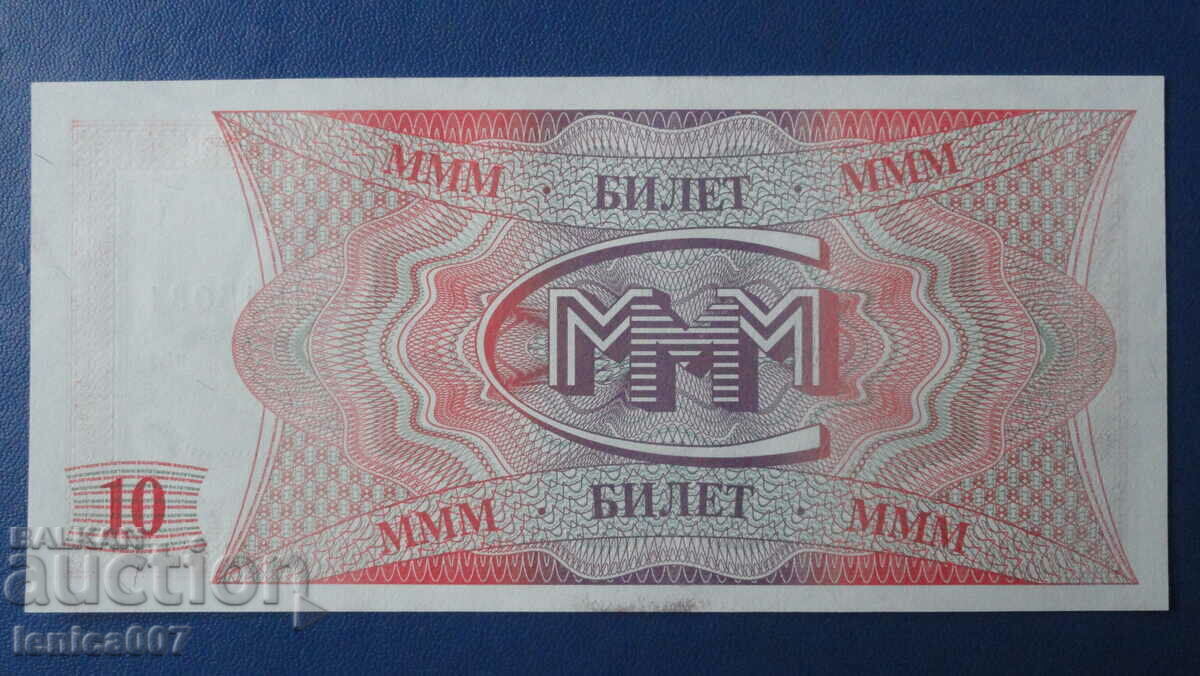 МММ · БИЛЕТ · МММ
МММ
МММ · БИЛЕТ · МММ
10
BALKAN
auction
lenica007